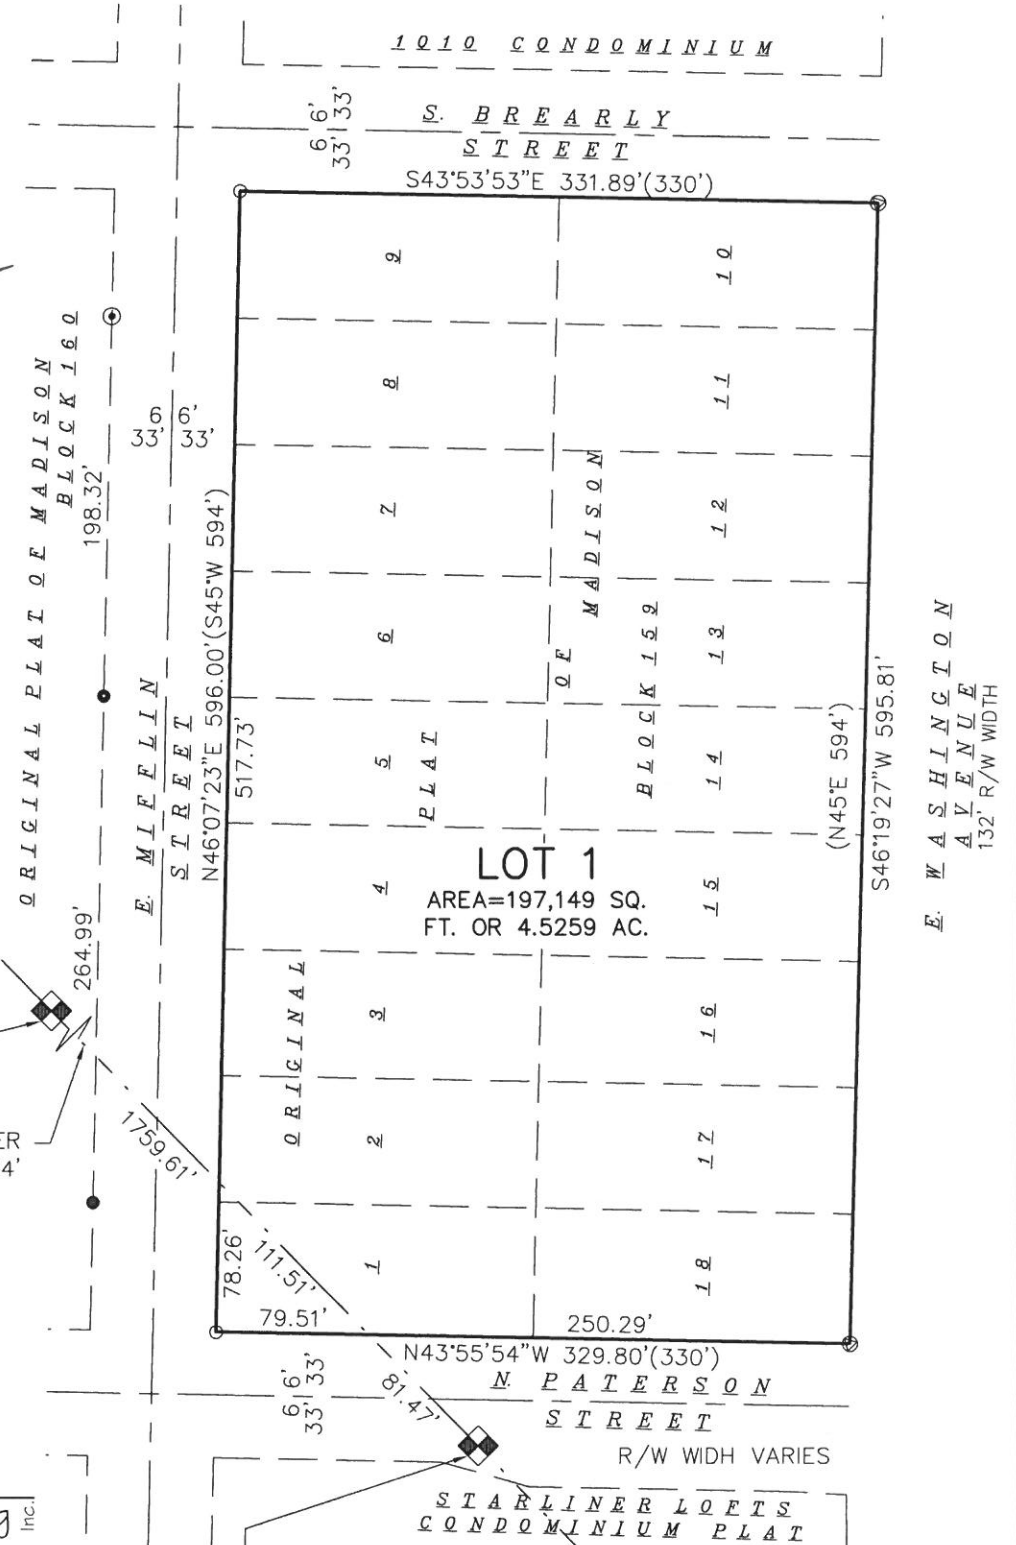 1010 CONDOMINIUM
6' 6'
33' 33'
S. BREARLY
STREET
S43°53'53"E 331.89'(330')
9
10
8
11
7
12
6
13
5
14
4
15
3
16
2
17
1
18
ORIGINAL PLAT OF MADISON
BLOCK 160
198.32'
6 6'
33' 33'
E. MIFFLIN
STREET
N46°07'23"E 596.00'(S45°W 594')
517.73'
ORIGINAL
PLAT
OF
MADISON
BLOCK 159
LOT 1
AREA=197,149 SQ.
FT. OR 4.5259 AC.
(N45°E 594')
S46°19'27"W 595.81'
E. WASHINGTON
AVENUE
132' R/W WIDTH
264.99'
ER
4'
1759.61'
78.26'
111.51'
79.51'
250.29'
N43°55'54"W 329.80'(330')
6' 6'
33' 33'
81.47'
N. PATERSON
STREET
R/W WIDH VARIES
STARLINER LOFTS
CONDOMINIUM PLAT
Inc.